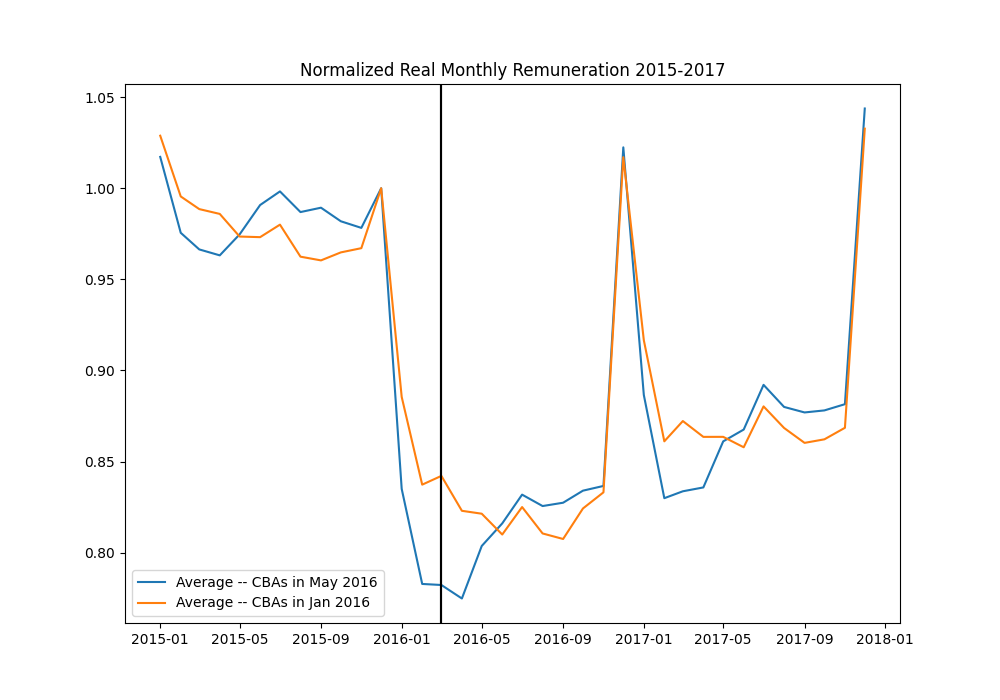 Normalized Real Monthly Remuneration 2015-2017
1.05
1.00
0.95
0.90
0.85
0.80
Average -- CBAs in May 2016
Average -- CBAs in Jan 2016
2015-01 2015-05 2015-09 2016-01 2016-05 2016-09 2017-01 2017-05 2017-09 2018-01